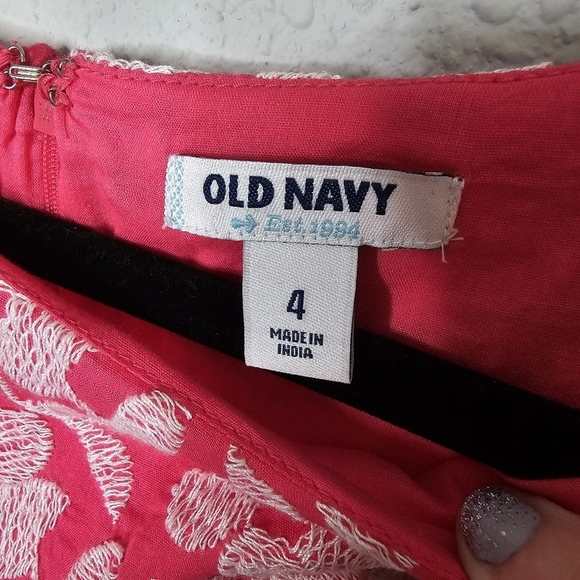 OLD NAVY
Est. 1994
4
MADE IN
INDIA